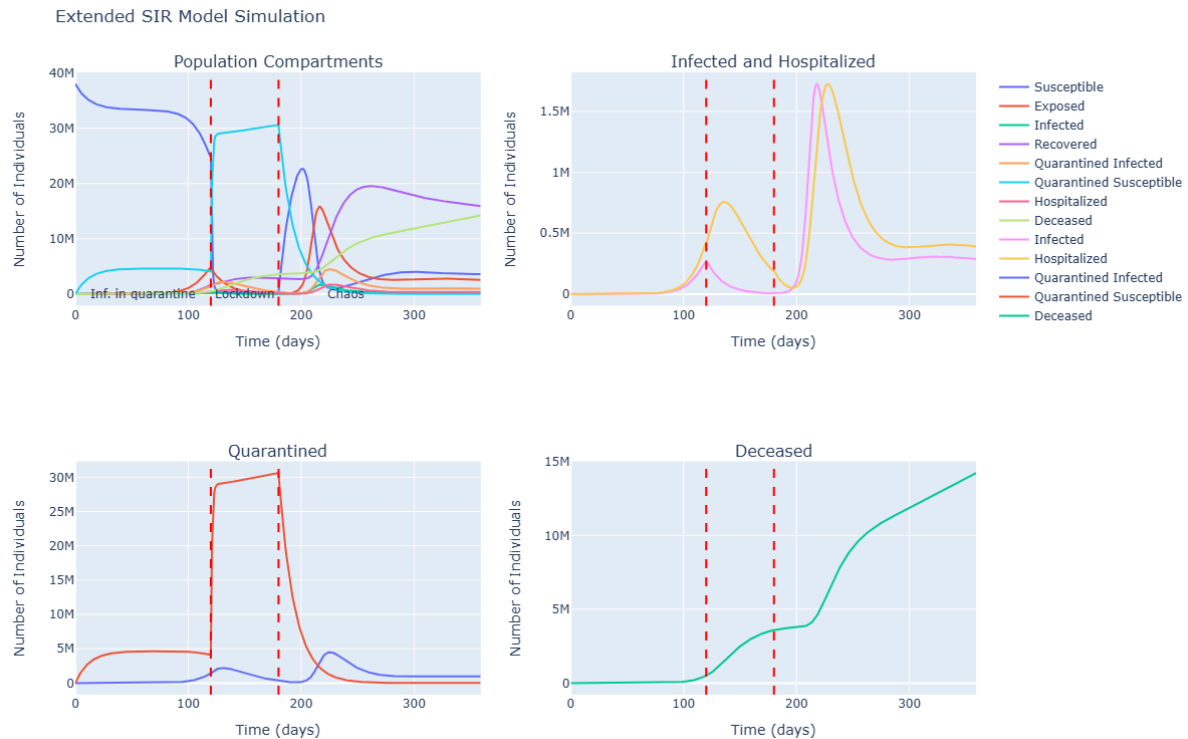 Extended SIR Model Simulation
Population Compartments
Number of Individuals
40M
30M
20M
10M
0
Inf. in quarantine
Lockdown
Chaos
0
100
200
300
Time (days)
Infected and Hospitalized
Number of Individuals
1.5M
1M
0.5M
0
0
100
200
300
Time (days)
Susceptible
Exposed
Infected
Recovered
Quarantined Infected
Quarantined Susceptible
Hospitalized
Deceased
Infected
Hospitalized
Quarantined Infected
Quarantined Susceptible
Deceased
Quarantined
Number of Individuals
30M
25M
20M
15M
10M
5M
0
0
100
200
300
Time (days)
Deceased
Number of Individuals
15M
10M
5M
0
0
100
200
300
Time (days)